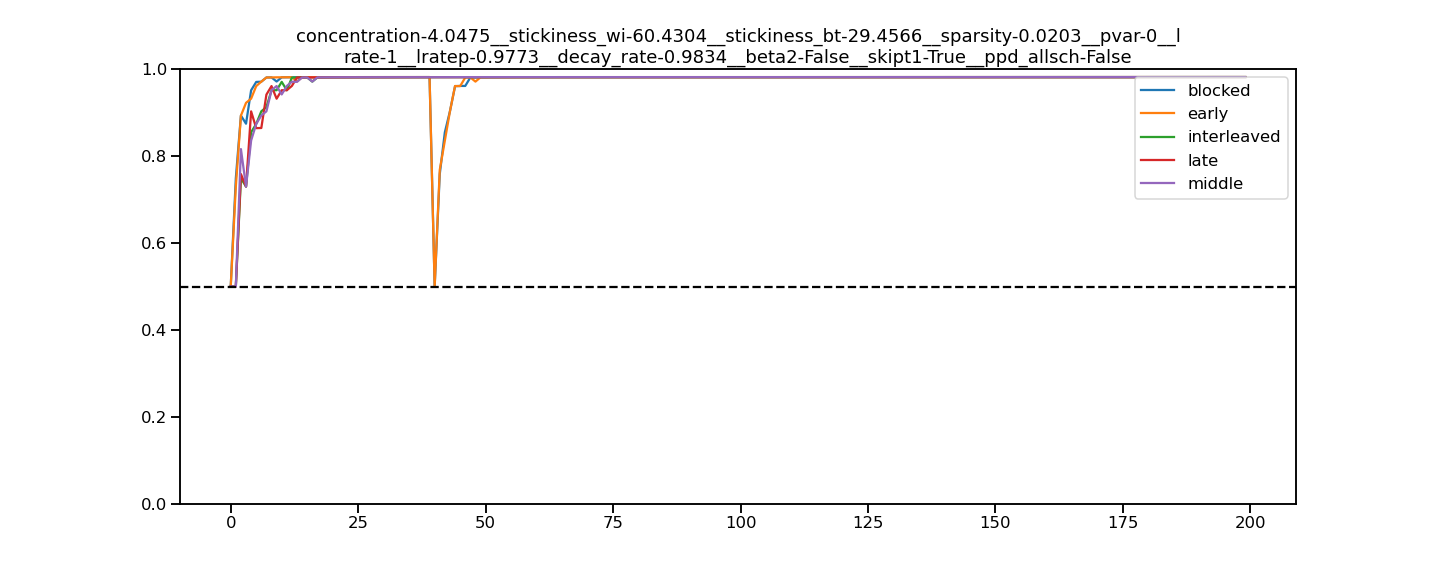 concentration-4.0475__stickiness_wi-60.4304__stickiness_bt-29.4566__sparsity-0.0203__pvar-0__l
rate-1__lratep-0.9773__decay_rate-0.9834__beta2-False__skipt1-True__ppd_allsch-False
1.0
0.8
0.6
0.4
0.2
0.0
blocked
early
interleaved
late
middle
0 25 50 75 100 125 150 175 200